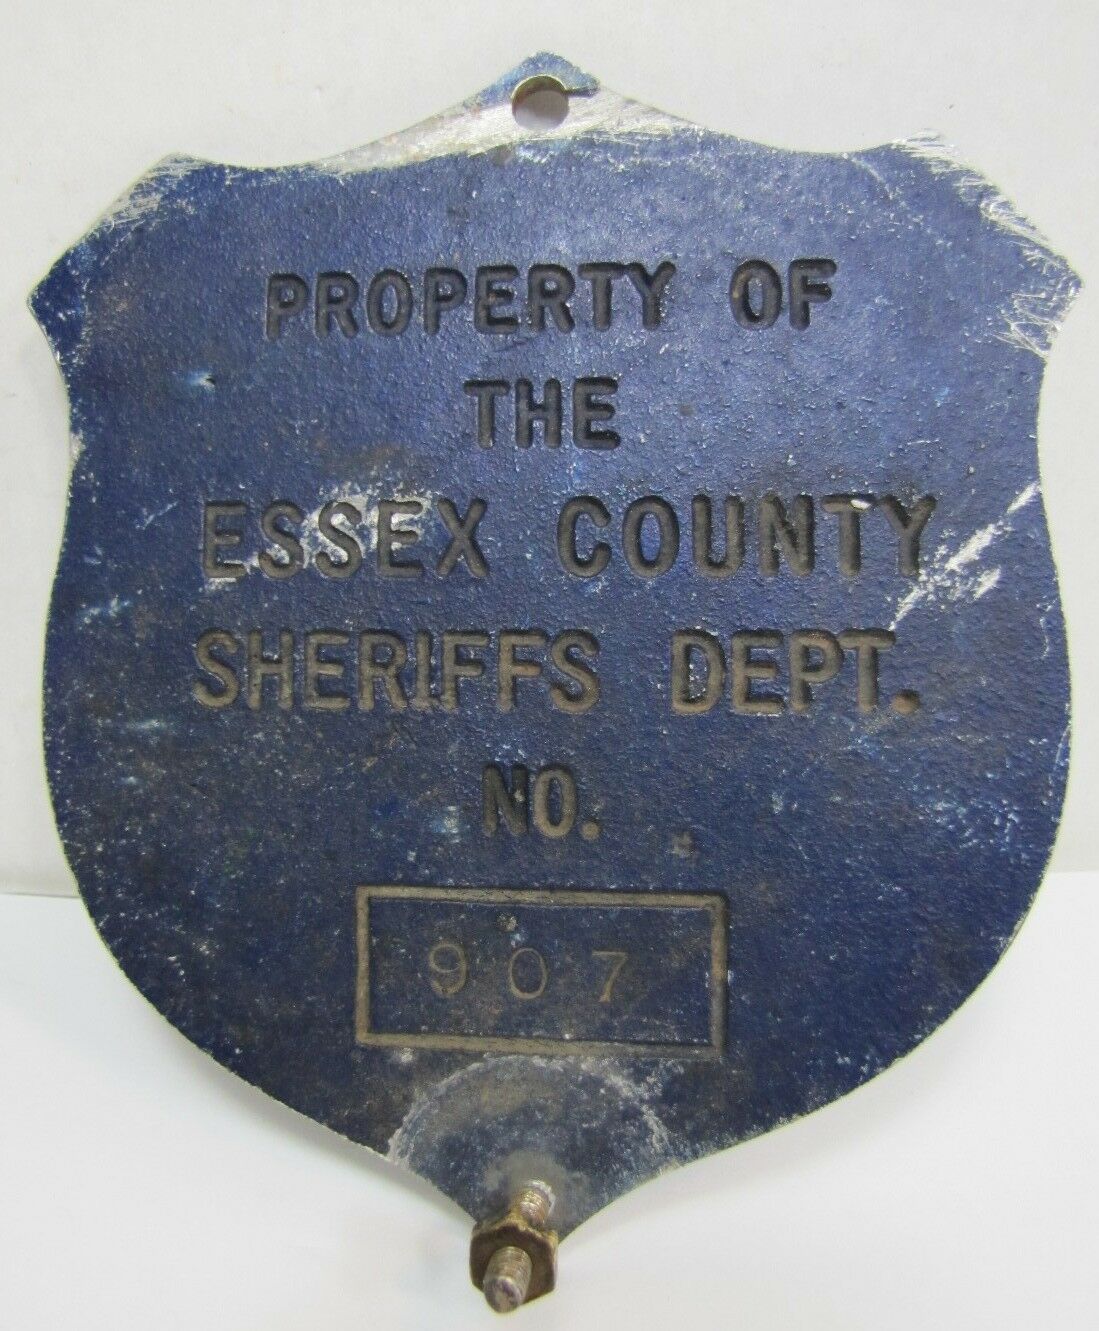 PROPERTY OF
THE
ESSEX COUNTY
SHERIFFS DEPT.
NO.
907